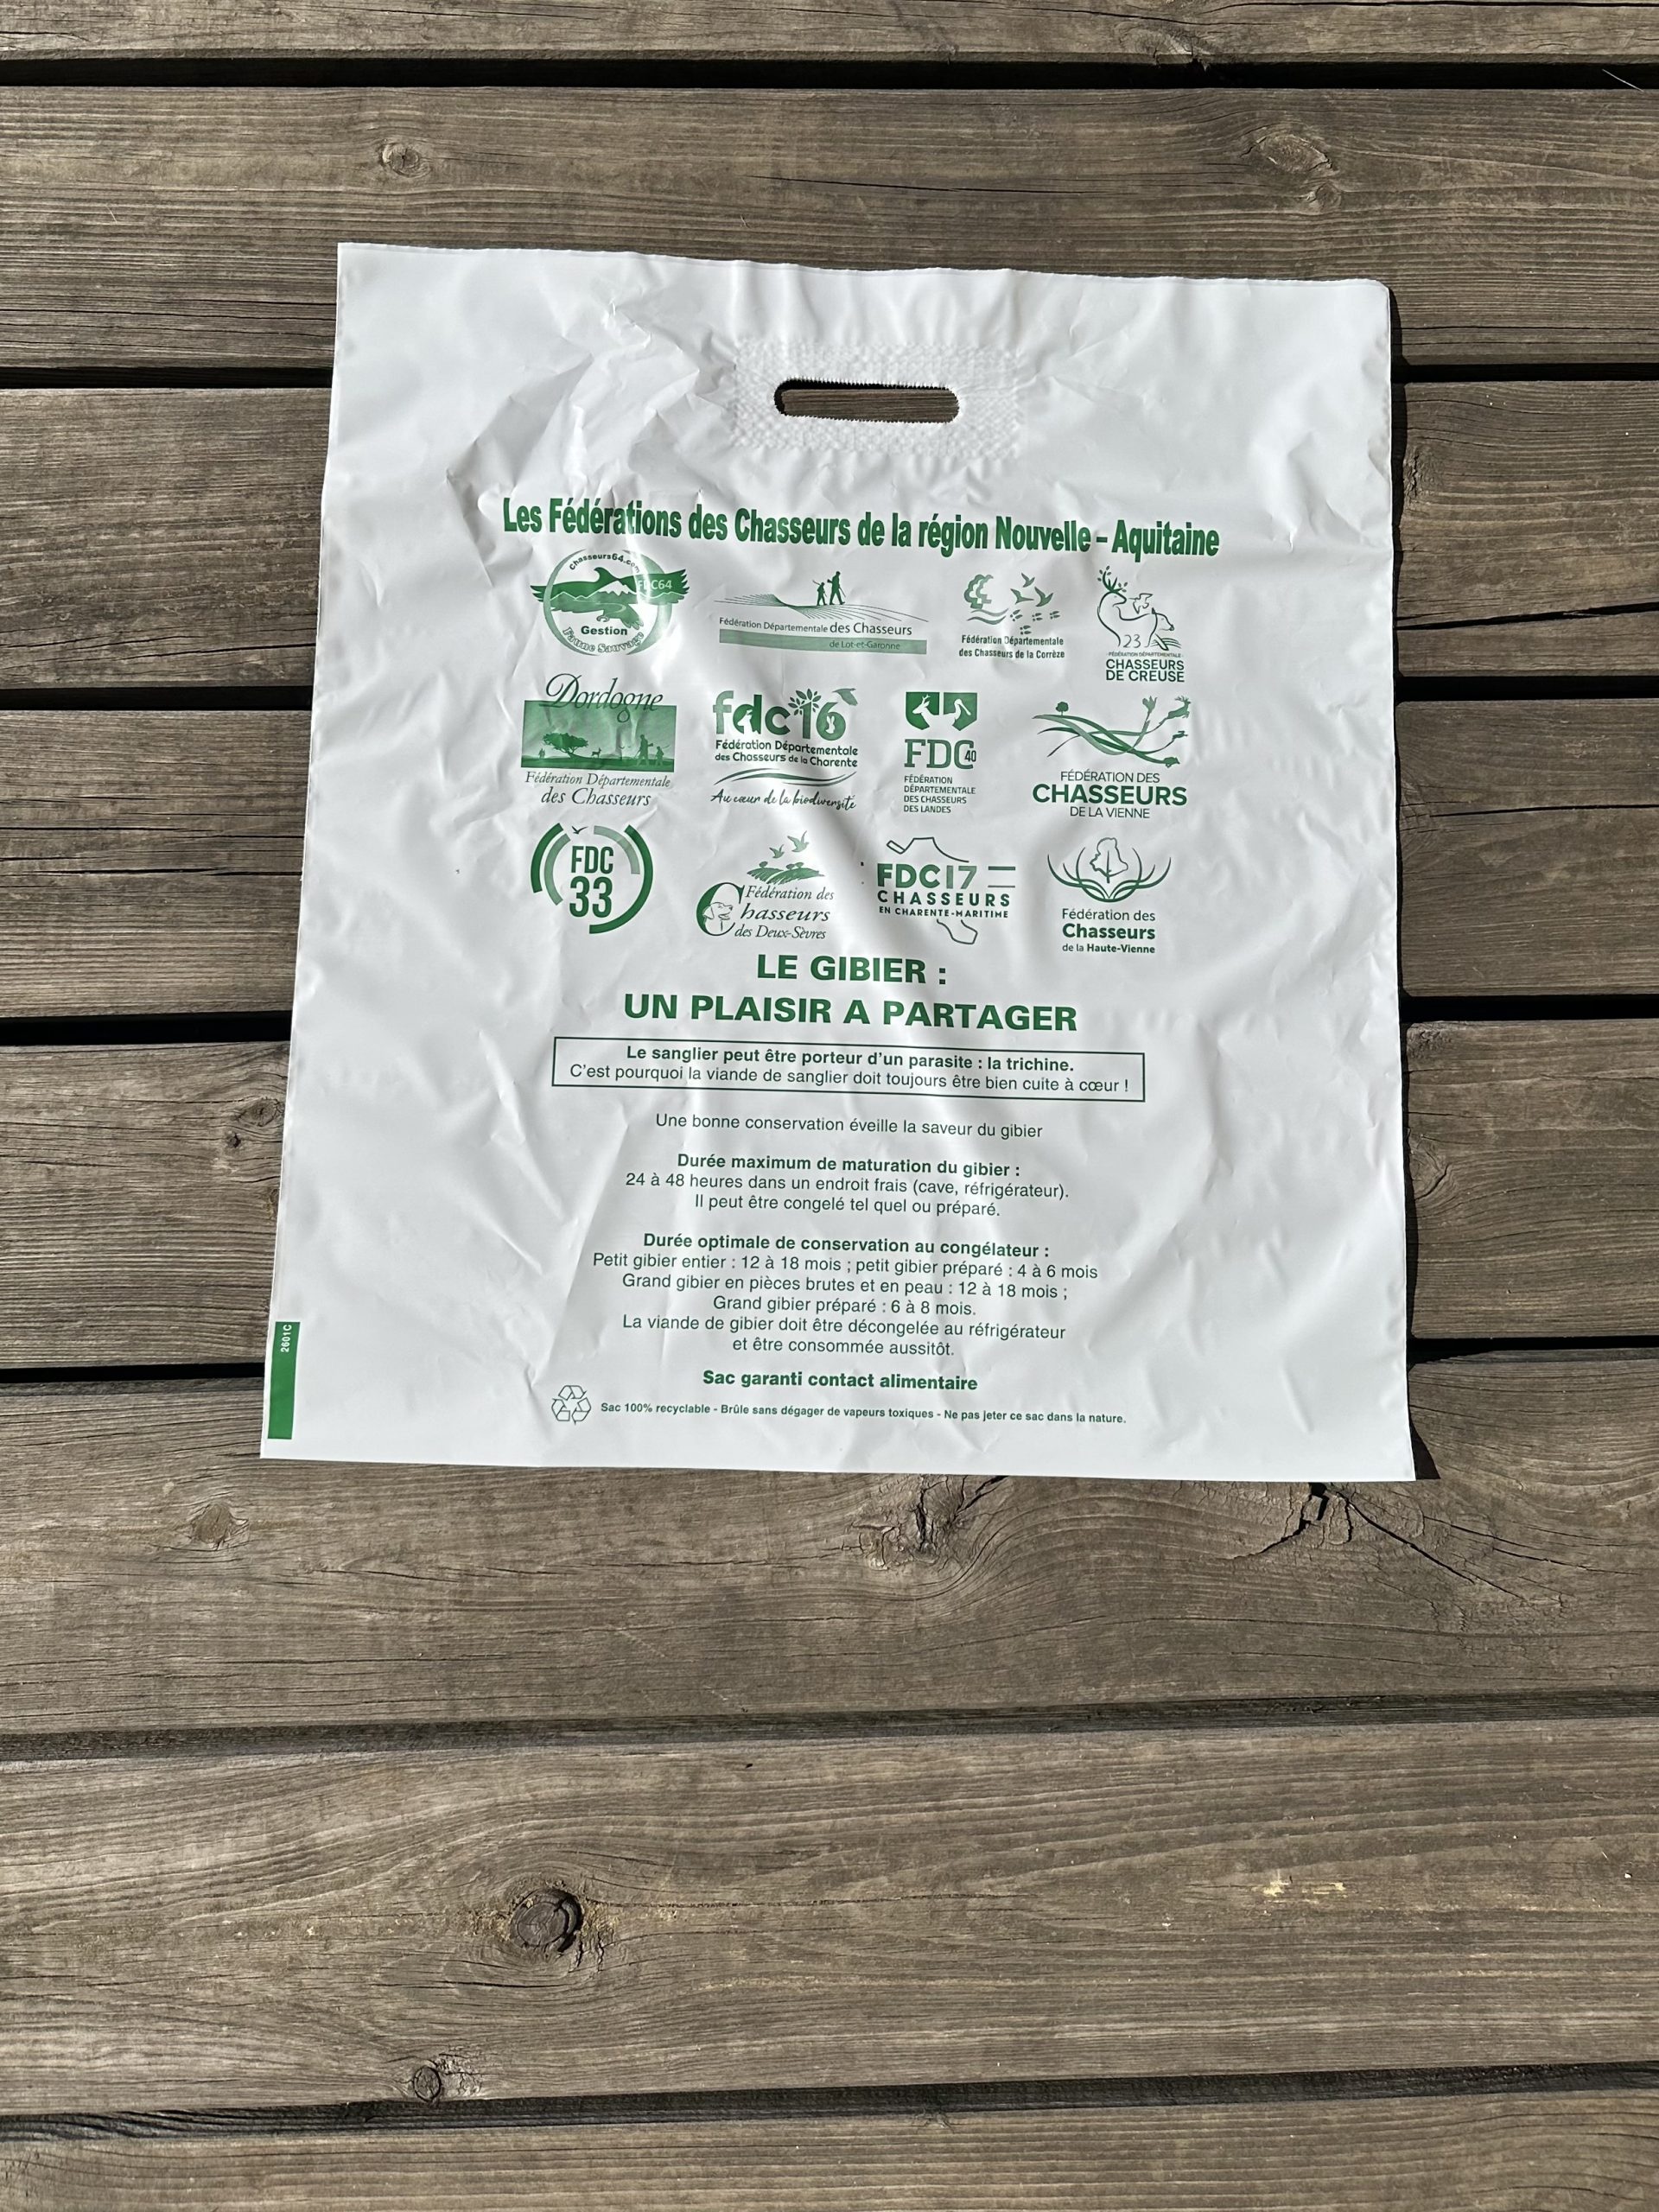 Les Fédérations des Chasseurs de la région Nouvelle - Aquitaine
Chasseurs64.com
FDC64
Gestion
Faune Sauvage
Fédération Départementale des Chasseurs
de Lot-et-Garonne
Fédération Départementale
des Chasseurs de la Corrèze
23
-FÉDÉRATION DÉPARTEMENTALE-
CHASSEURS
DE CREUSE
Dordogne
Fédération Départementale
des Chasseurs
fdc16
Fédération Départementale
des Chasseurs de la Charente
Au cœur de la biodiversité
FDC40
FÉDÉRATION
DÉPARTEMENTALE
DES CHASSEURS
DES LANDES
FÉDÉRATION DES
CHASSEURS
DE LA VIENNE
FDC
33
Fédération des
Chasseurs
des Deux-Sèvres
FDC17
CHASSEURS
EN CHARENTE-MARITIME
Fédération des
Chasseurs
de la Haute-Vienne
LE GIBIER :
UN PLAISIR A PARTAGER
Le sanglier peut être porteur d'un parasite : la trichine.
C'est pourquoi la viande de sanglier doit toujours être bien cuite à cœur !
Une bonne conservation éveille la saveur du gibier
Durée maximum de maturation du gibier :
24 à 48 heures dans un endroit frais (cave, réfrigérateur).
Il peut être congelé tel quel ou préparé.
Durée optimale de conservation au congélateur :
Petit gibier entier : 12 à 18 mois ; petit gibier préparé : 4 à 6 mois
Grand gibier en pièces brutes et en peau : 12 à 18 mois ;
Grand gibier préparé : 6 à 8 mois.
La viande de gibier doit être décongelée au réfrigérateur
et être consommée aussitôt.
Sac garanti contact alimentaire
Sac 100% recyclable - Brûle sans dégager de vapeurs toxiques - Ne pas jeter ce sac dans la nature.
2601C